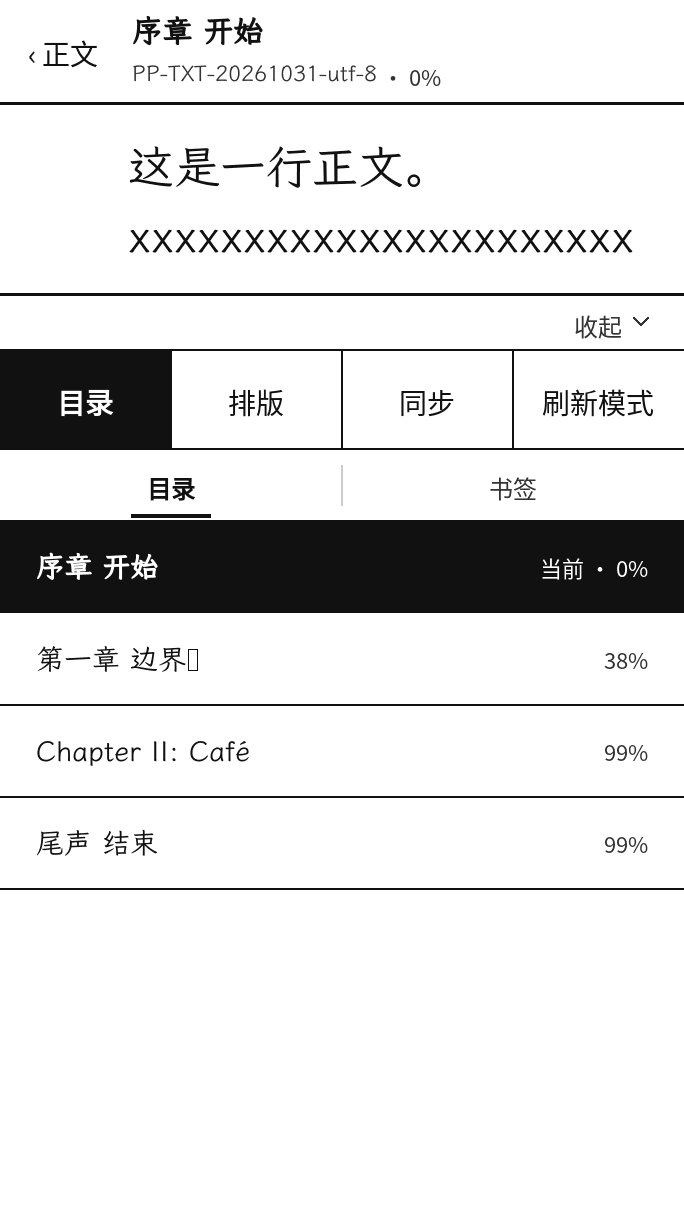 ‹ 正文
序章 开始
PP-TXT-20261031-utf-8 • 0%
这是一行正文。
XXXXXXXXXXXXXXXXXXXXXX
收起
目录 排版 同步 刷新模式
目录 书签
序章 开始 当前 • 0%
第一章 边界 38%
Chapter II: Café 99%
尾声 结束 99%